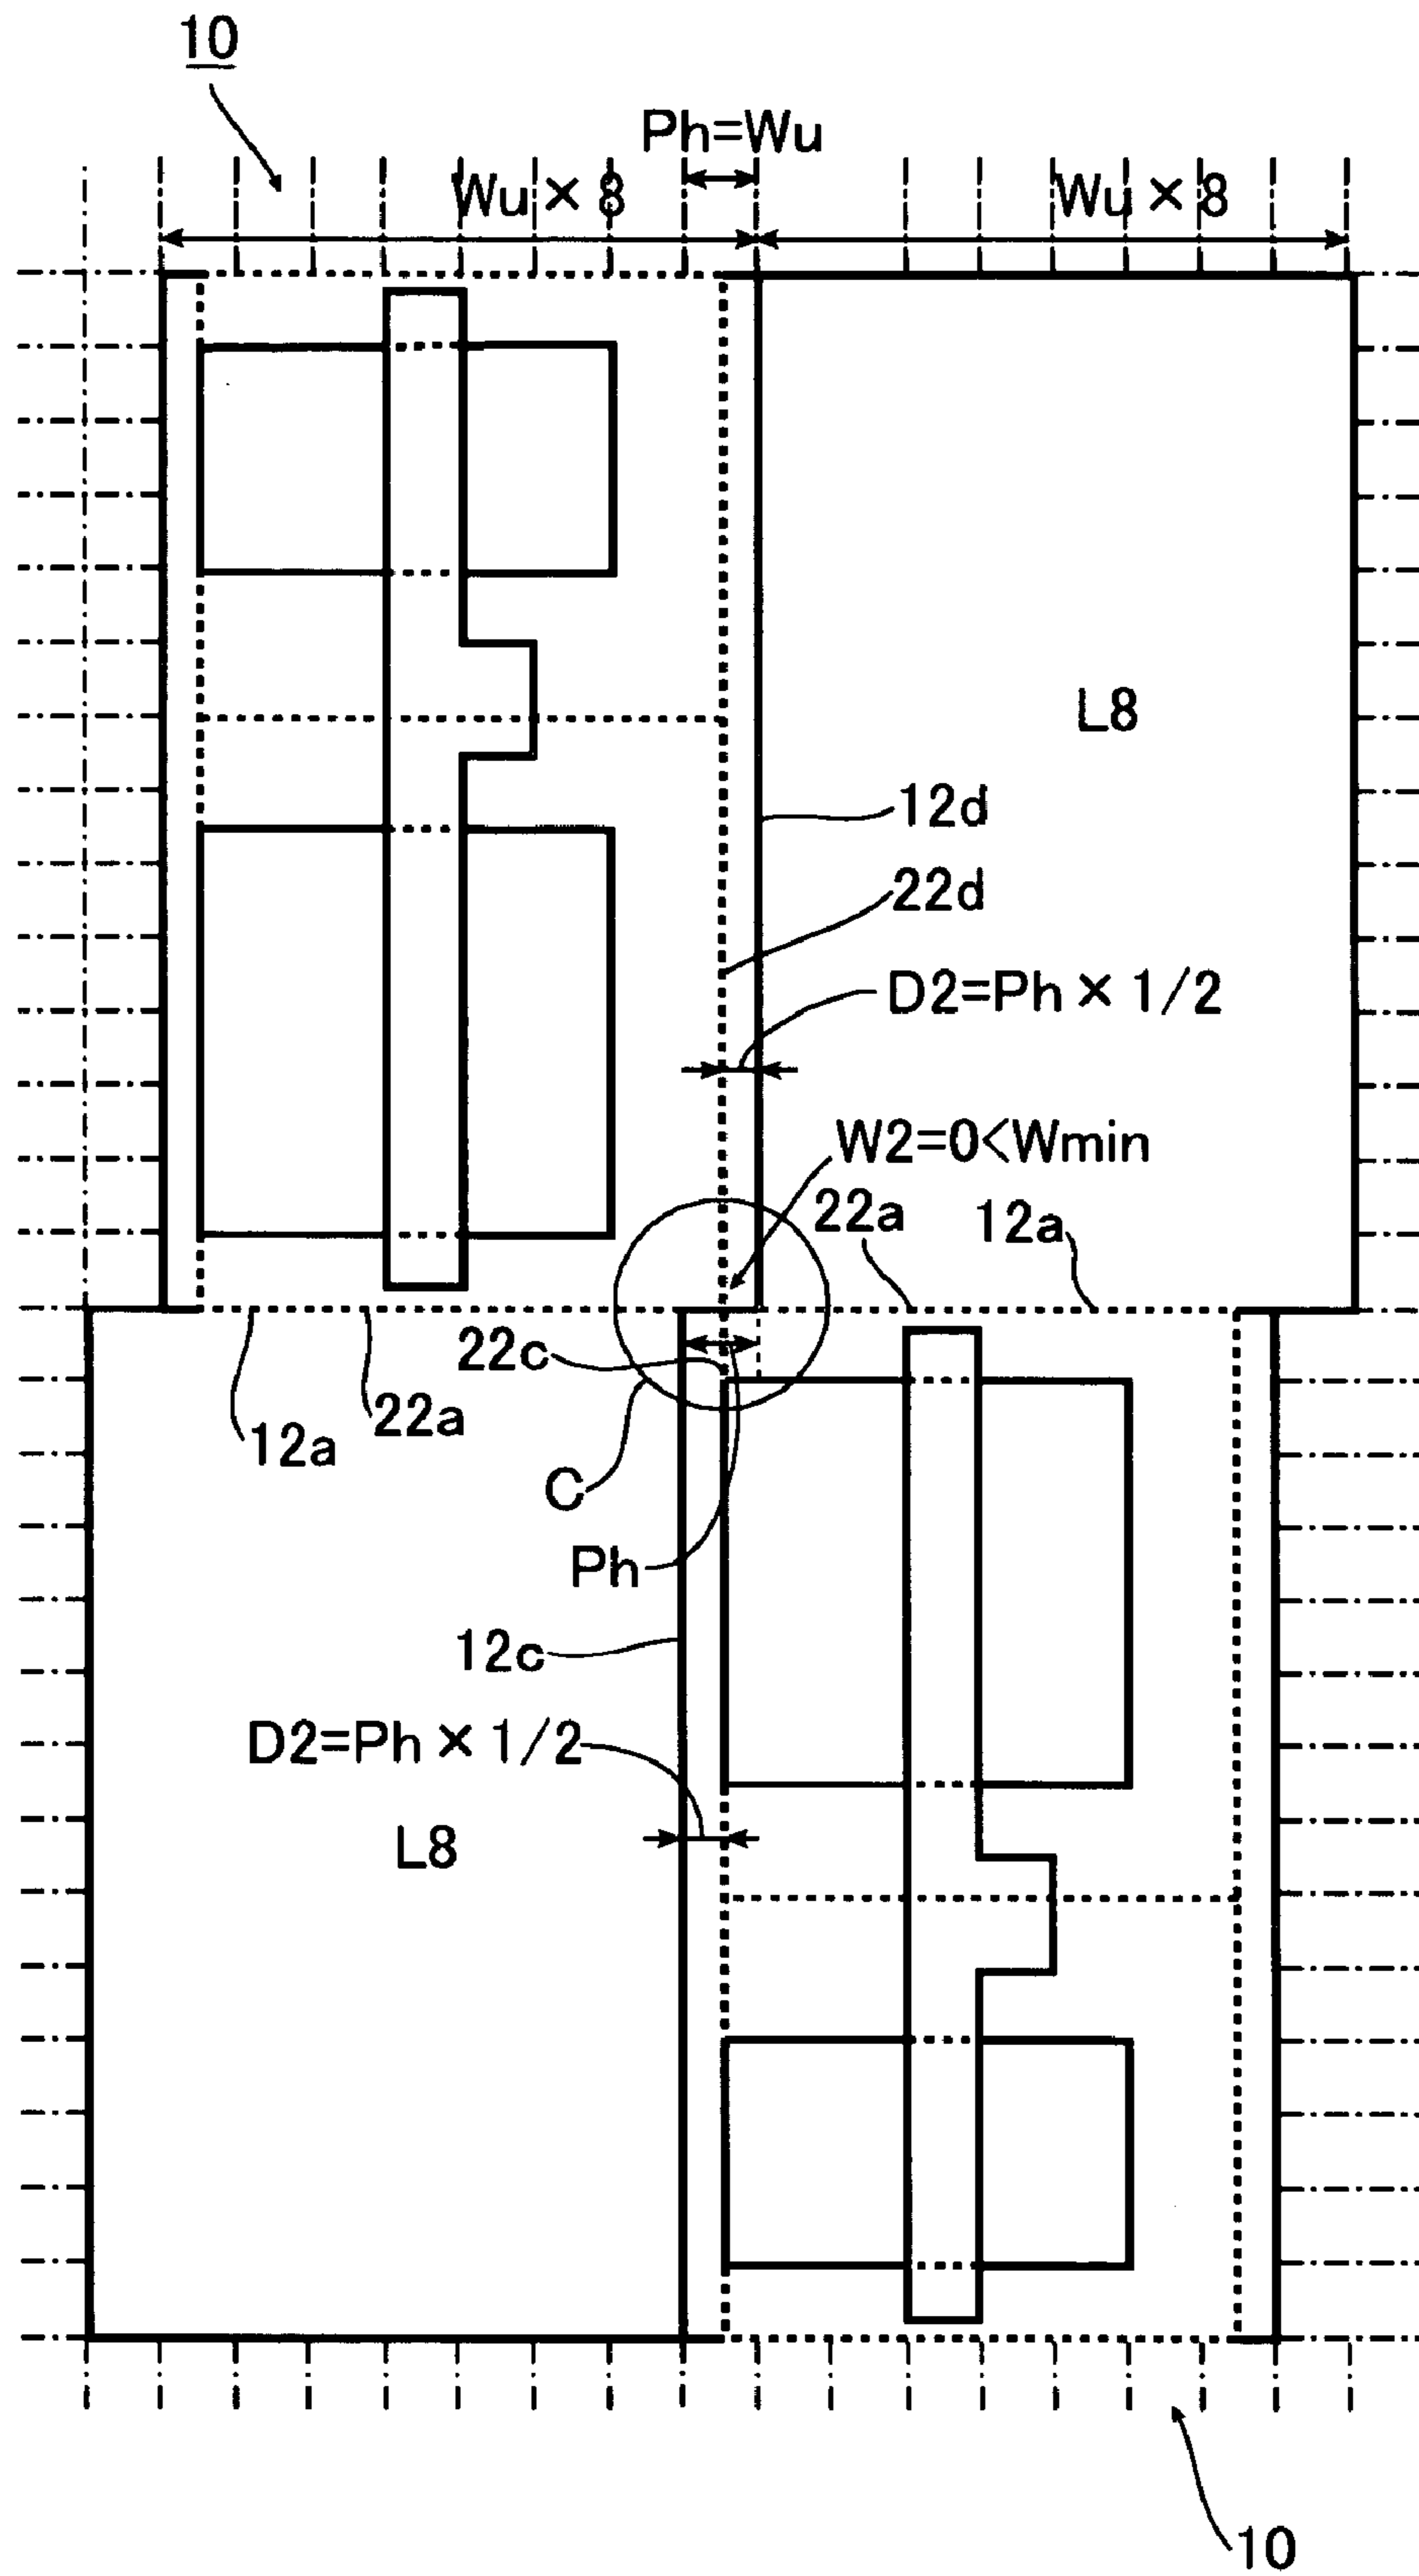 10
Ph=Wu
Wu × 8
Wu × 8
L8
12d
22d
D2=Ph × 1/2
W2=0<Wmin
22a
12a
22c
22a
12a
C
Ph
12c
D2=Ph × 1/2
L8
10